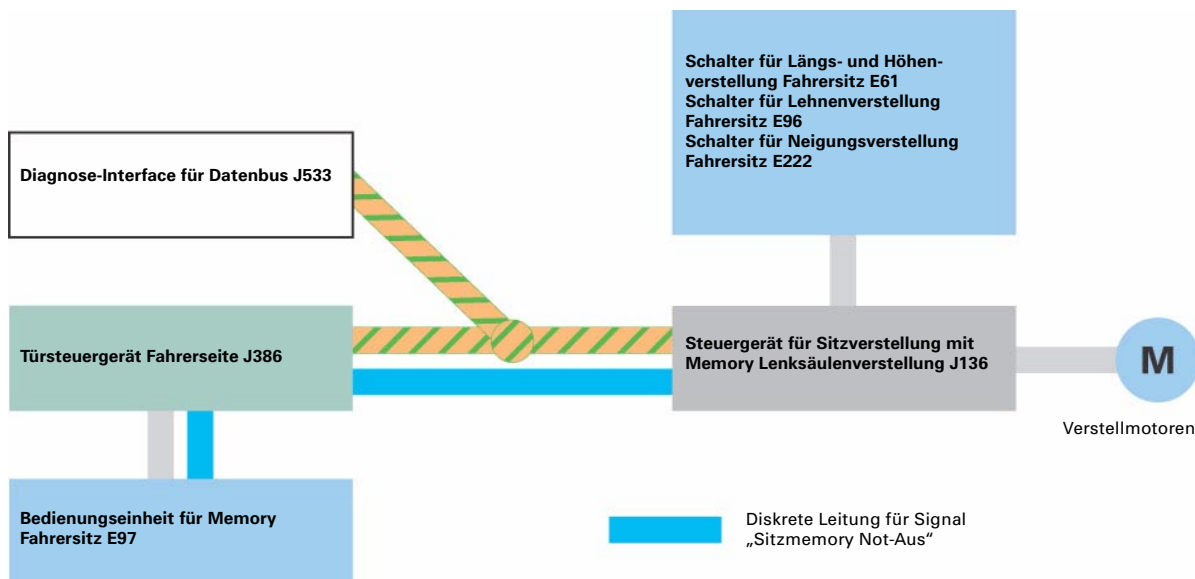 Schalter für Längs- und Höhen-
verstellung Fahrersitz E61
Schalter für Lehnenverstellung
Fahrersitz E96
Schalter für Neigungsverstellung
Fahrersitz E222
Diagnose-Interface für Datenbus J533
Türsteuergerät Fahrerseite J386
Steuergerät für Sitzverstellung mit
Memory Lenksäulenverstellung J136
M
Verstellmotoren
Bedienungseinheit für Memory
Fahrersitz E97
Diskrete Leitung für Signal
„Sitzmemory Not-Aus“